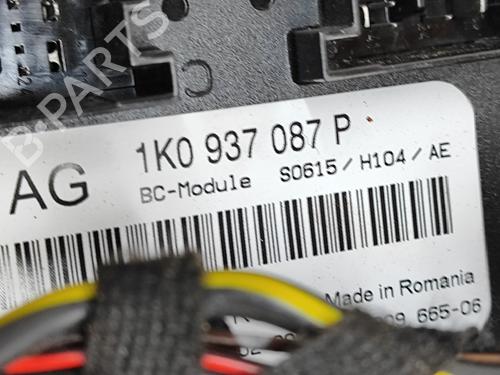 B-PARTS
1K0 937 087 P
AG
BC-Module S0615 / H104 / AE
Made in Romania
665-06